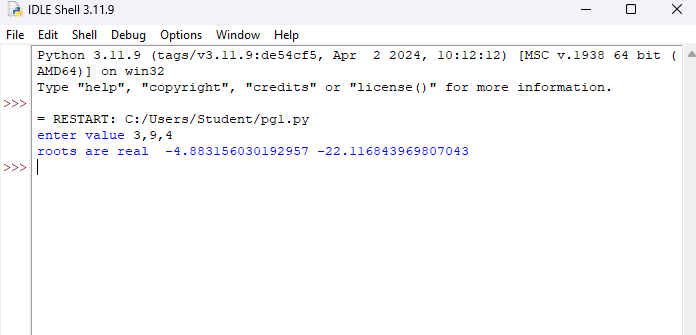 IDLE Shell 3.11.9
File Edit Shell Debug Options Window Help
Python 3.11.9 (tags/v3.11.9:de54cf5, Apr  2 2024, 10:12:12) [MSC v.1938 64 bit (
AMD64)] on win32
Type "help", "copyright", "credits" or "license()" for more information.
>>>
= RESTART: C:/Users/Student/pg1.py
enter value 3,9,4
roots are real  -4.883156030192957 -22.116843969807043
>>>